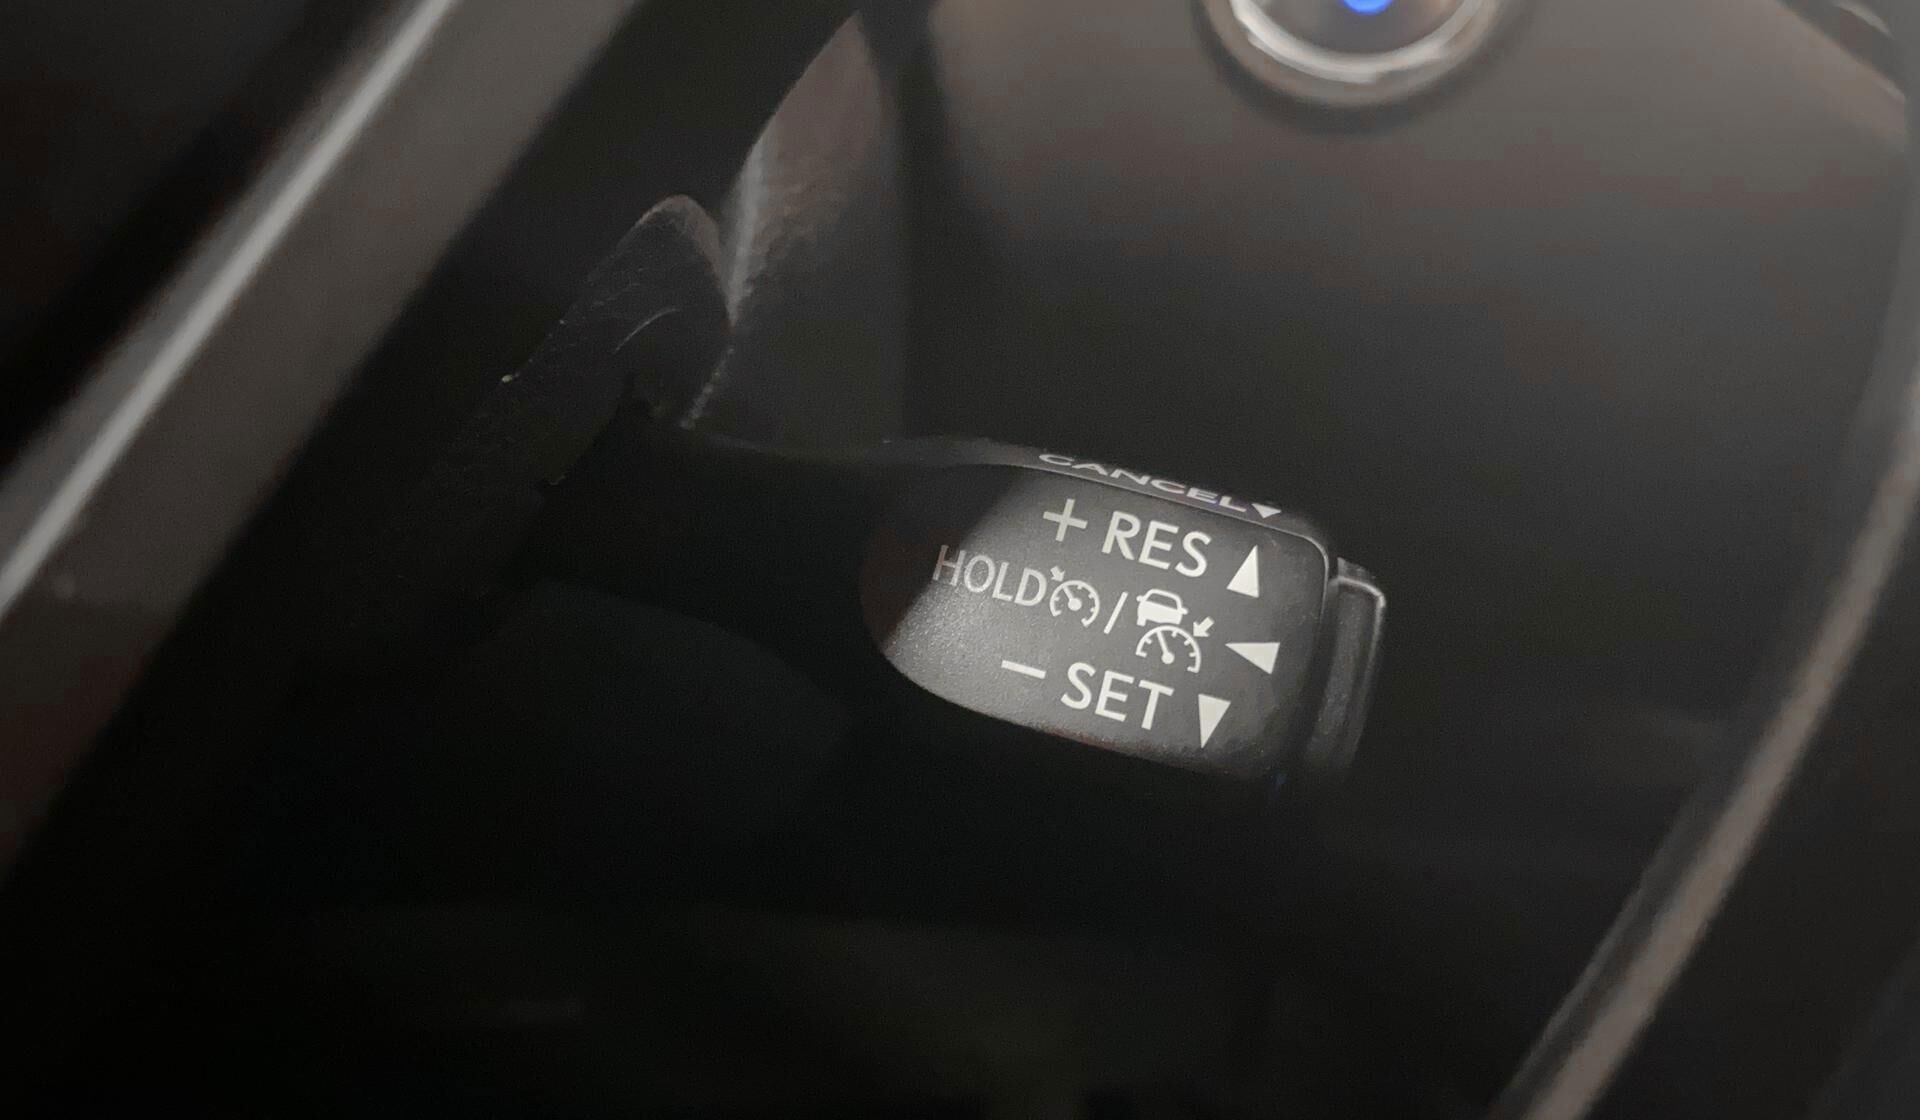 CANCEL▼
+ RES ▲
HOLD / ◀
− SET ▼